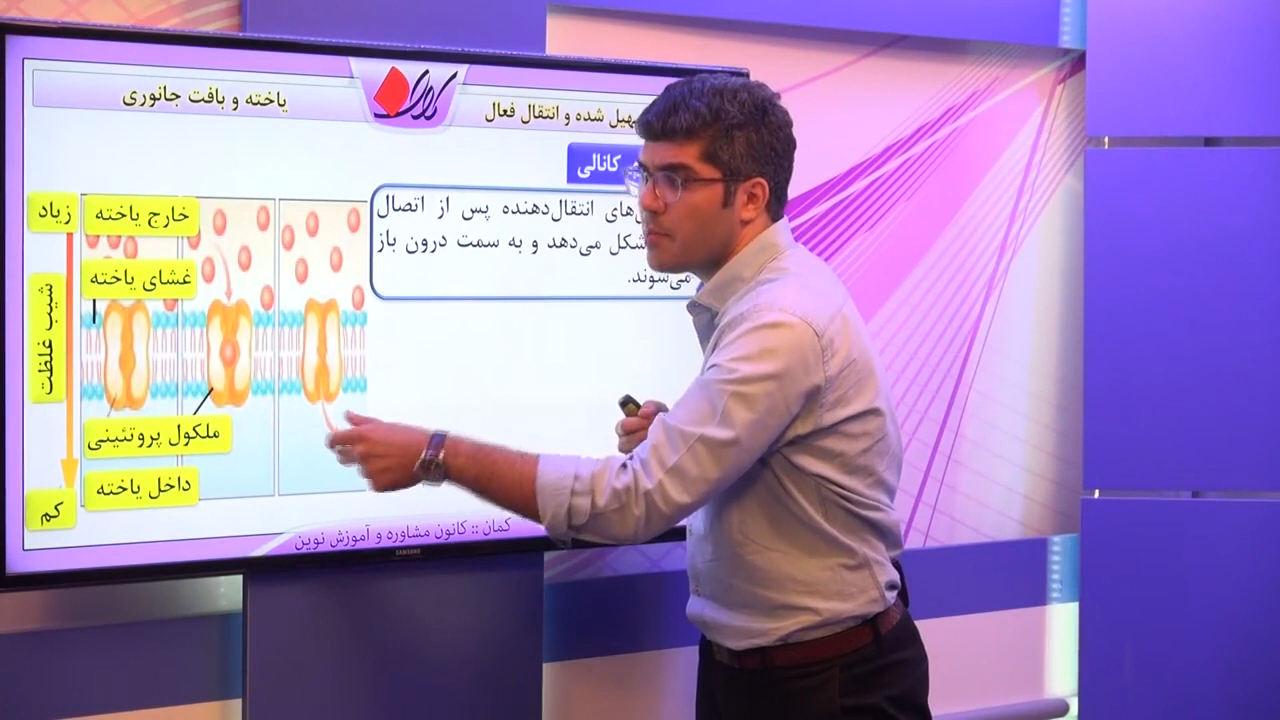 شده و انتقال فعال
کمان
یاخته و بافت جانوری
کانالی
انتقال‌دهنده پس از اتصال
می‌دهد و به سمت درون باز
می‌شوند.
زیاد
خارج یاخته
غشای یاخته
شیب غلظت
ملکول پروتئینی
داخل یاخته
کم
کمان :: کانون مشاوره و آموزش نوین
SAMSUNG